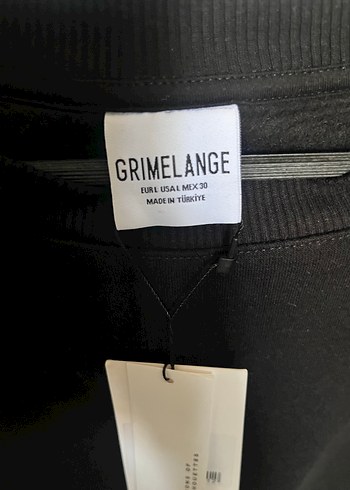 GRIMELANGE
EUR L USA L MEX 30
MADE IN TÜRKİYE